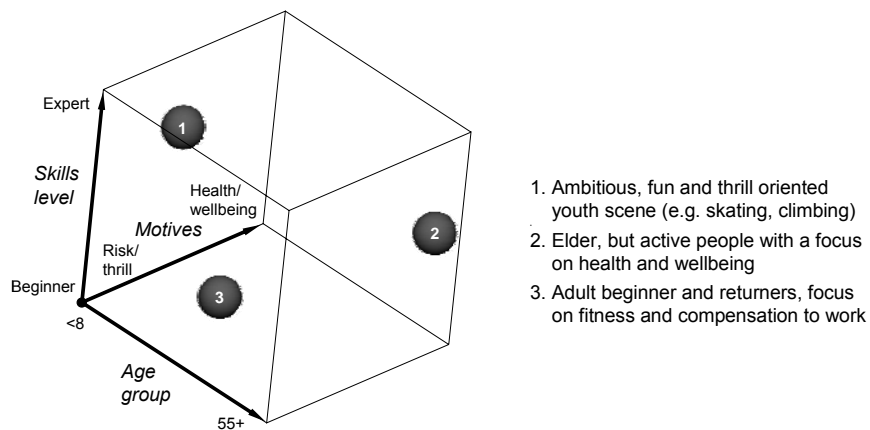 Expert
1
Skills
level
Health/
wellbeing
Motives
Risk/
thrill
2
Beginner
3
<8
Age
group
55+
1. Ambitious, fun and thrill oriented
youth scene (e.g. skating, climbing)
2. Elder, but active people with a focus
on health and wellbeing
3. Adult beginner and returners, focus
on fitness and compensation to work